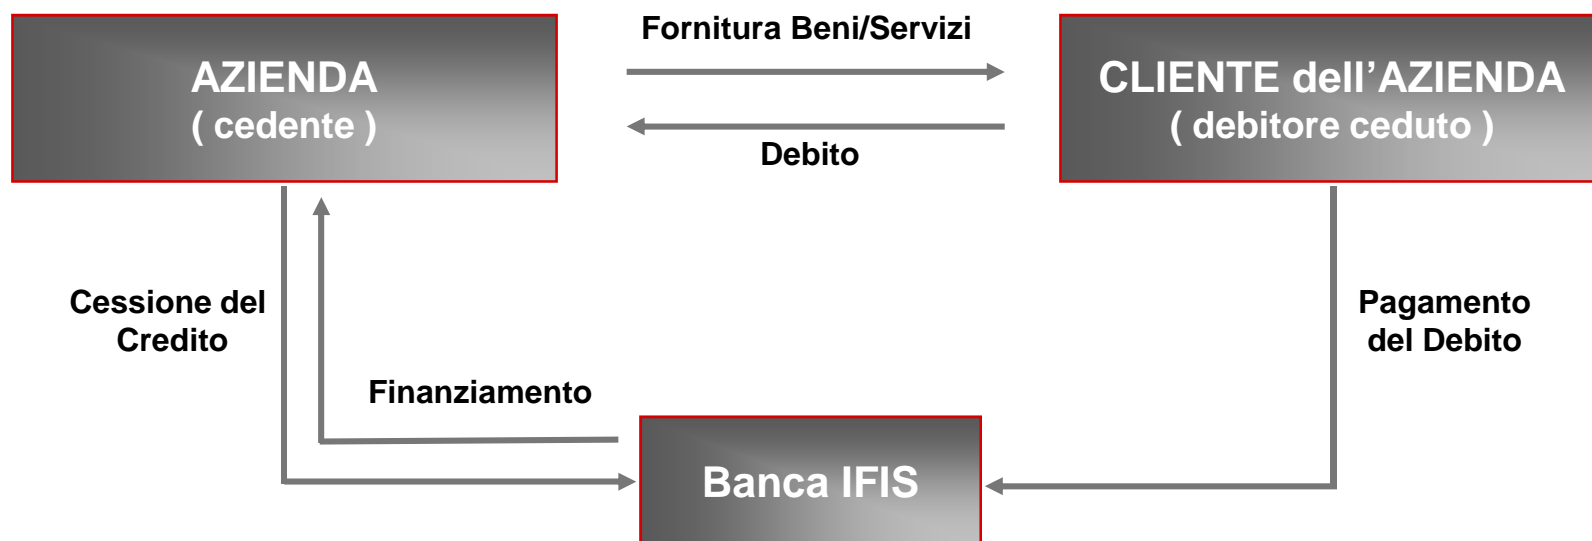 Fornitura Beni/Servizi
AZIENDA
( cedente )
CLIENTE dell’AZIENDA
( debitore ceduto )
Debito
Cessione del
Credito
Pagamento
del Debito
Finanziamento
Banca IFIS